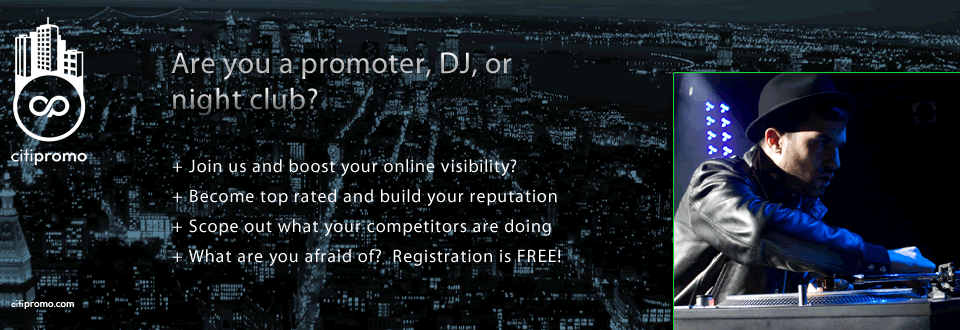 Are you a promoter, DJ, or
night club?
citipromo
+ Join us and boost your online visibility?
+ Become top rated and build your reputation
+ Scope out what your competitors are doing
+ What are you afraid of?  Registration is FREE!
citipromo.com